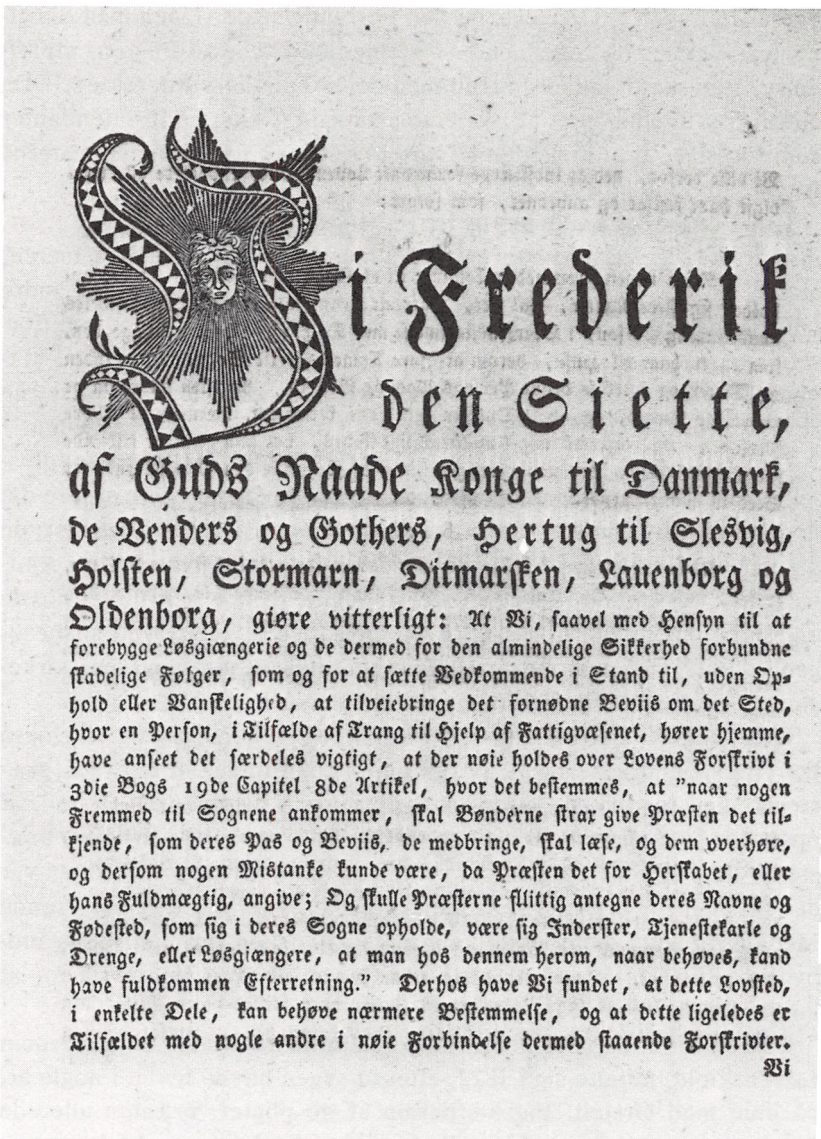 Vi Frederik
den Siette,
af Guds Naade Konge til Danmark,
de Venders og Gothers, Hertug til Slesvig,
Holsten, Stormarn, Ditmarsken, Lauenborg og
Oldenborg, giøre vitterligt: At Vi, saavel med Hensyn til at
forebygge Løsgiængerie og de dermed for den almindelige Sikkerhed forbundne
skadelige Følger, som og for at sætte Vedkommende i Stand til, uden Op-
hold eller Vanskelighed, at tilveiebringe det fornødne Beviis om det Sted,
hvor en Person, i Tilfælde af Trang til Hjelp af Fattigvæsenet, hører hjemme,
have anseet det særdeles vigtigt, at der nøie holdes over Lovens Forskrivt i
3die Bogs 19de Capitel 8de Artikel, hvor det bestemmes, at "naar nogen
Fremmed til Sognene ankommer, skal Bønderne strax give Præsten det til-
kjende, som deres Pas og Beviis, de medbringe, skal læse, og dem overhøre,
og dersom nogen Mistanke kunde være, da Præsten det for Herskabet, eller
hans Fuldmægtig, angive; Og skulle Præsterne flittig antegne deres Navne og
Fødested, som sig i deres Sogne opholde, være sig Inderster, Tjenestekarle og
Drenge, eller Løsgiængere, at man hos dennem herom, naar behøves, kand
have fuldkommen Efterretning." Derhos have Vi fundet, at dette Lovsted,
i enkelte Dele, kan behøve nærmere Bestemmelse, og at dette ligeledes er
Tilfældet med nogle andre i nøie Forbindelse dermed staaende Forskrivter.
Vi